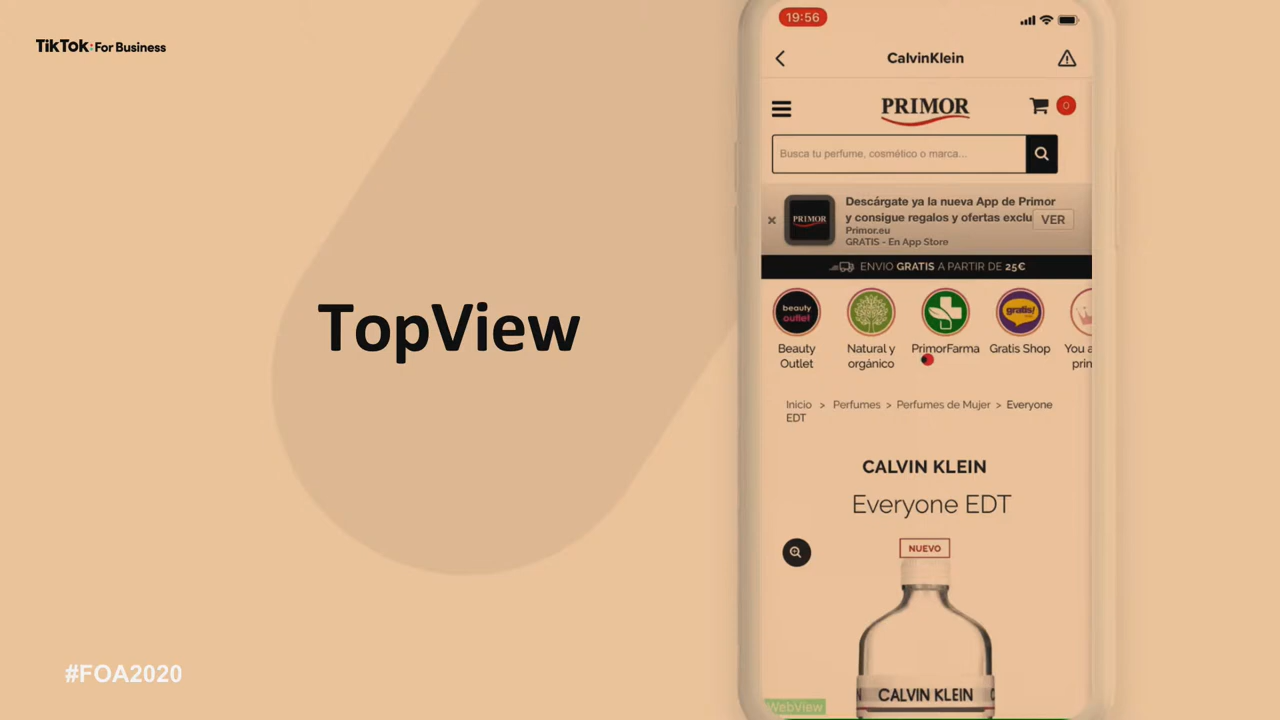 TikTok: For Business
TopView
#FOA2020
19:56
CalvinKlein
PRIMOR
0
Busca tu perfume, cosmético o marca...
PRIMOR
Descárgate ya la nueva App de Primor
y consigue regalos y ofertas exclu
VER
Primor.eu
GRATIS - En App Store
ENVIO GRATIS A PARTIR DE 25€
beauty
outlet
gratis!
Beauty
Outlet
Natural y
orgánico
PrimorFarma
Gratis Shop
You a
prin
Inicio > Perfumes > Perfumes de Mujer > Everyone
EDT
CALVIN KLEIN
Everyone EDT
NUEVO
CALVIN KLEIN
WebView